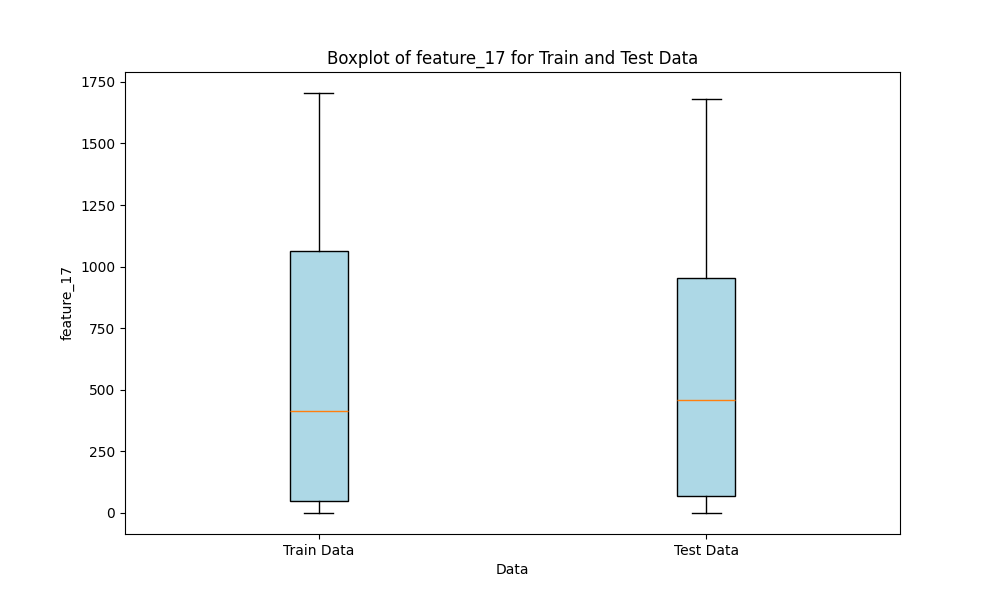 Boxplot of feature_17 for Train and Test Data
1750
1500
1250
1000
750
500
250
0
feature_17
Train Data
Test Data
Data